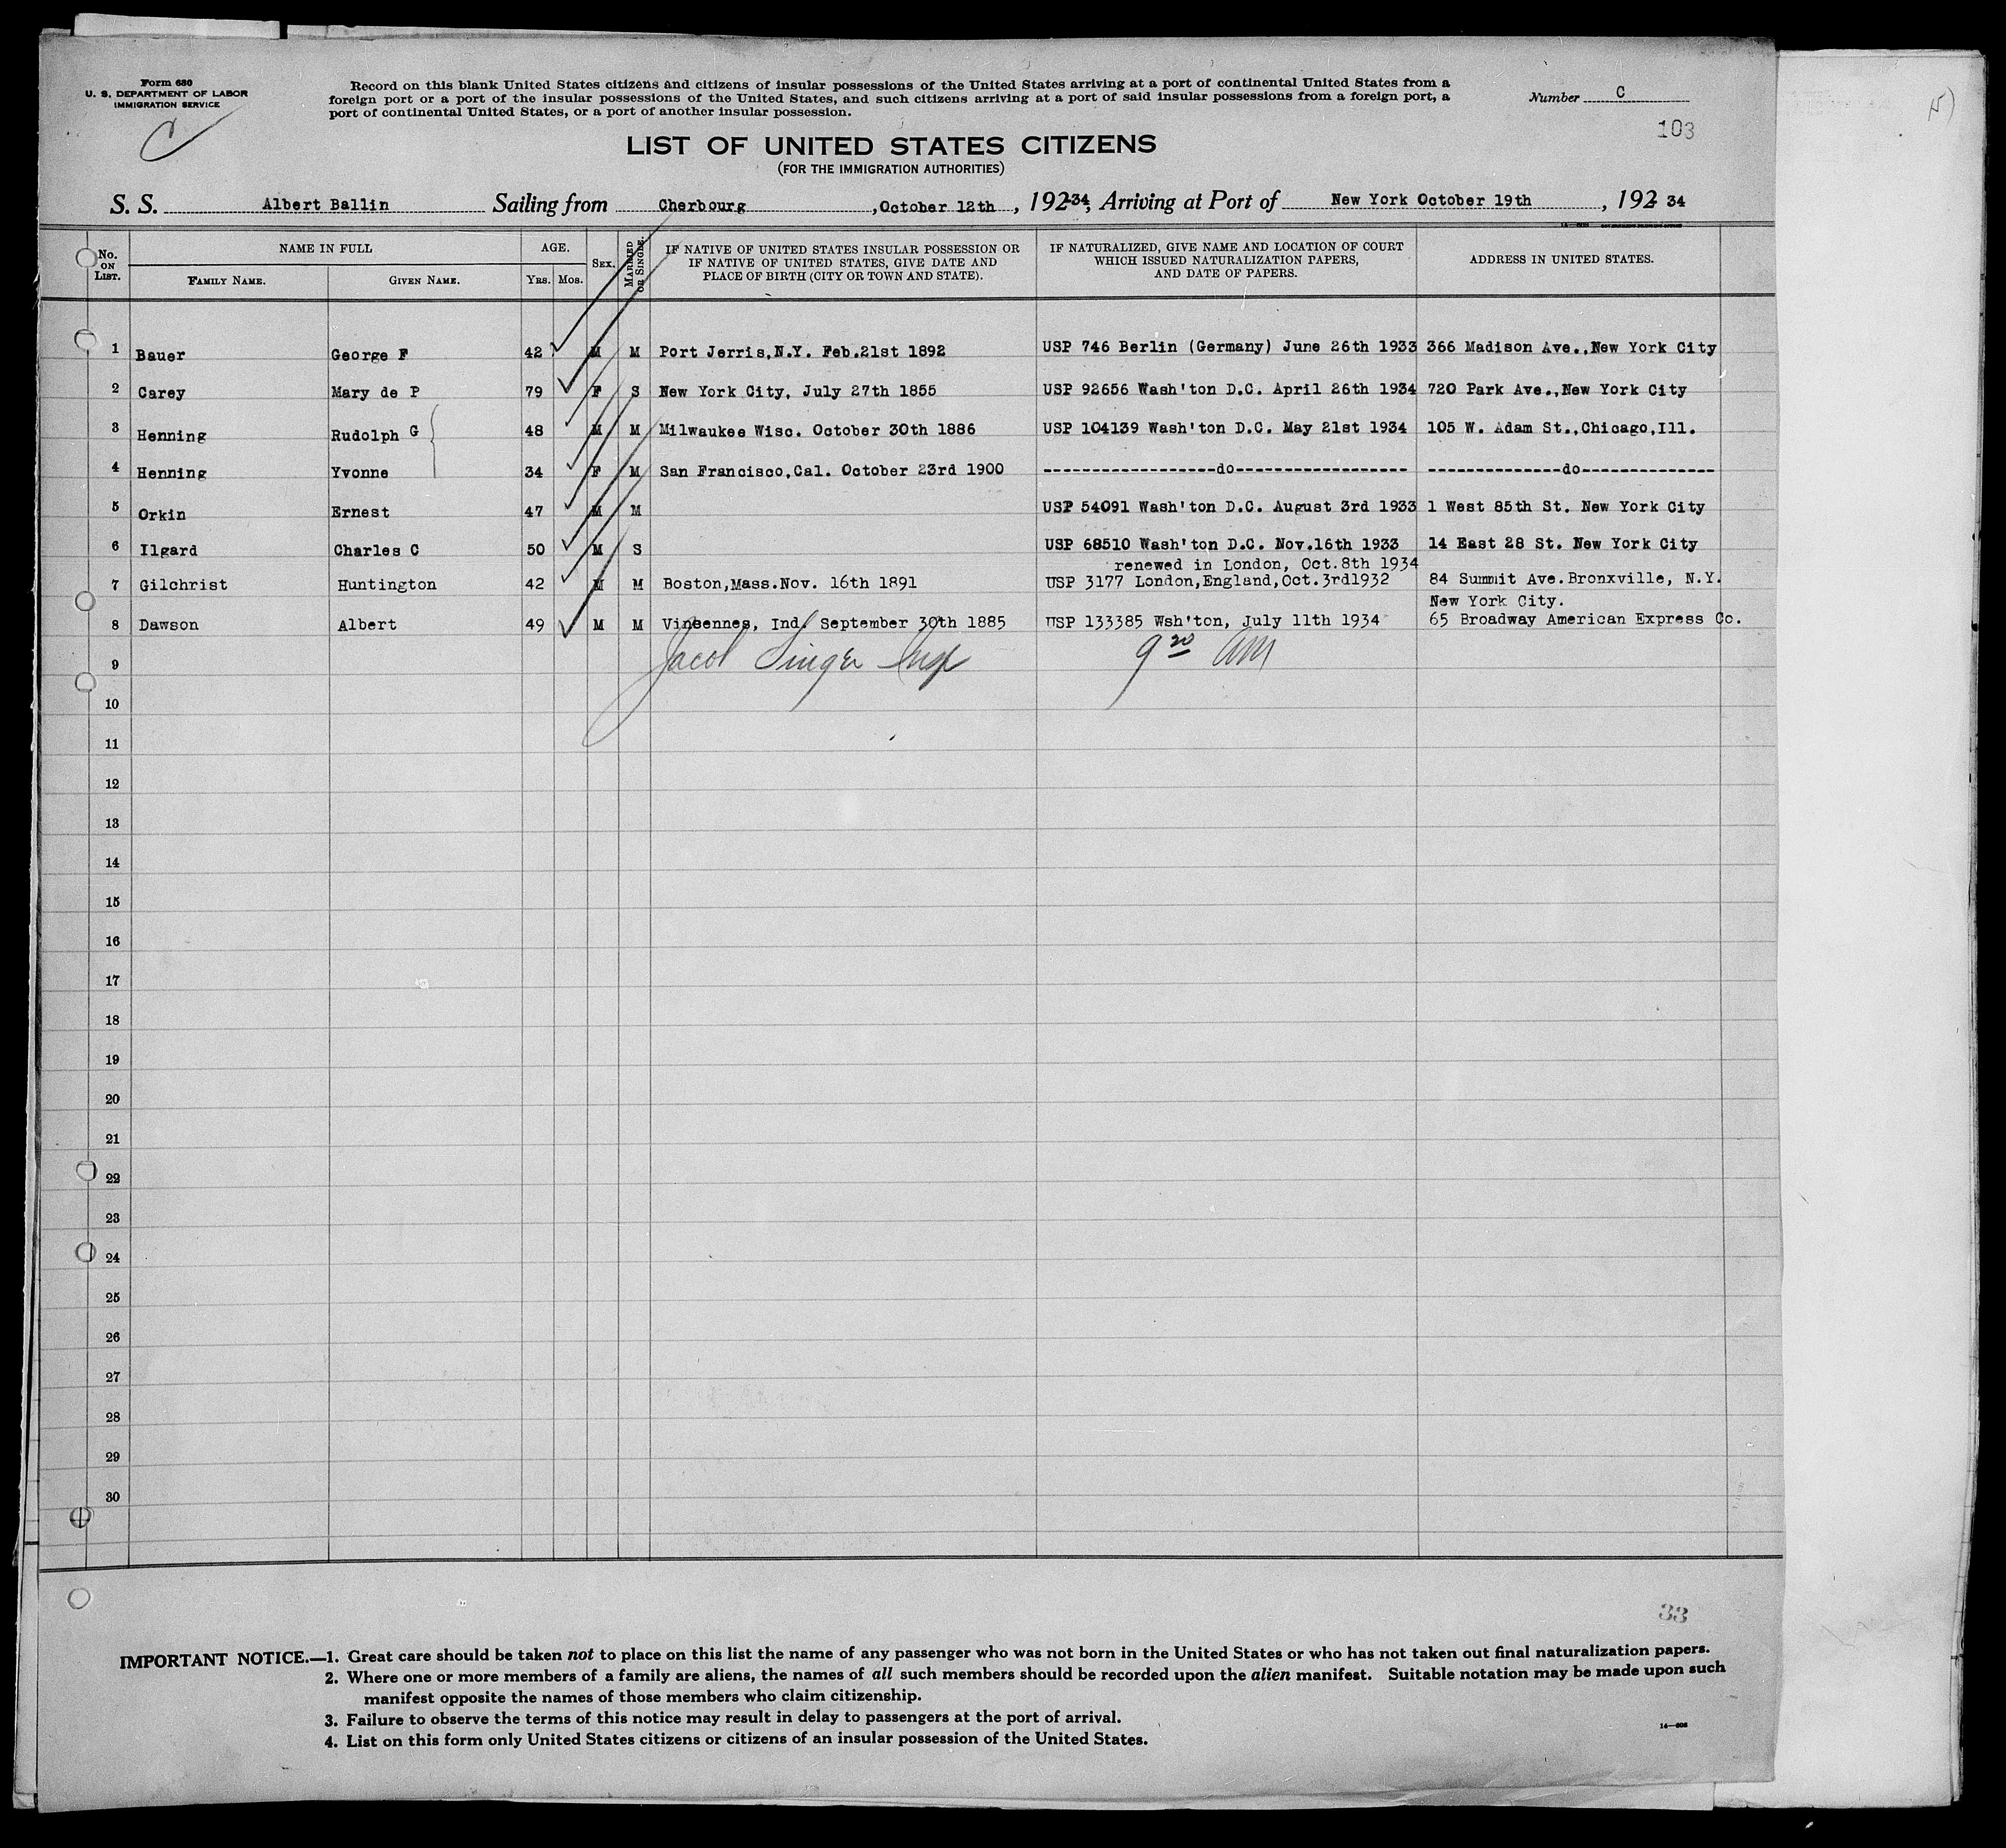 Form 630
U. S. DEPARTMENT OF LABOR
IMMIGRATION SERVICE
C
Record on this blank United States citizens and citizens of insular possessions of the United States arriving at a port of continental United States from a
foreign port or a port of the insular possessions of the United States, and such citizens arriving at a port of said insular possessions from a foreign port, a
port of continental United States, or a port of another insular possession.
Number C
103
LIST OF UNITED STATES CITIZENS
(FOR THE IMMIGRATION AUTHORITIES)
S. S. Albert Ballin Sailing from Cherbourg ,October 12th , 192-34, Arriving at Port of New York October 19th , 192 34
No. ON LIST. NAME IN FULL AGE. SEX. MARRIED OR SINGLE. IF NATIVE OF UNITED STATES INSULAR POSSESSION OR IF NATIVE OF UNITED STATES, GIVE DATE AND PLACE OF BIRTH (CITY OR TOWN AND STATE). IF NATURALIZED, GIVE NAME AND LOCATION OF COURT WHICH ISSUED NATURALIZATION PAPERS, AND DATE OF PAPERS. ADDRESS IN UNITED STATES.
FAMILY NAME. GIVEN NAME. YRS. MOS.
1 Bauer George F 42 M M Port Jerris,N.Y. Feb.21st 1892 USP 746 Berlin (Germany) June 26th 1933 366 Madison Ave.,New York City
2 Carey Mary de P 79 F S New York City, July 27th 1855 USP 92656 Wash'ton D.C. April 26th 1934 720 Park Ave.,New York City
3 Henning Rudolph G 48 M M Milwaukee Wisc. October 30th 1886 USP 104139 Wash'ton D.C. May 21st 1934 105 W. Adam St.,Chicago,Ill.
4 Henning Yvonne 34 F M San Francisco,Cal. October 23rd 1900 ------------------do------------------ --------------do--------------
5 Orkin Ernest 47 M M USP 54091 Wash'ton D.C. August 3rd 1933 1 West 85th St. New York City
6 Ilgard Charles C 50 M S USP 68510 Wash'ton D.C. Nov.16th 1933 14 East 28 St. New York City
renewed in London, Oct.8th 1934
7 Gilchrist Huntington 42 M M Boston,Mass.Nov. 16th 1891 USP 3177 London,England,Oct.3rd1932 84 Summit Ave.Bronxville, N.Y.
New York City.
8 Dawson Albert 49 M M Vinsennes, Ind. September 30th 1885 USP 133385 Wsh'ton, July 11th 1934 65 Broadway American Express Co.
Jacob Singer Insp 9 20 AM
9
10
11
12
13
14
15
16
17
18
19
20
21
22
23
24
25
26
27
28
29
30
33
IMPORTANT NOTICE.—1. Great care should be taken not to place on this list the name of any passenger who was not born in the United States or who has not taken out final naturalization papers.
2. Where one or more members of a family are aliens, the names of all such members should be recorded upon the alien manifest. Suitable notation may be made upon such
manifest opposite the names of those members who claim citizenship.
3. Failure to observe the terms of this notice may result in delay to passengers at the port of arrival.
4. List on this form only United States citizens or citizens of an insular possession of the United States.